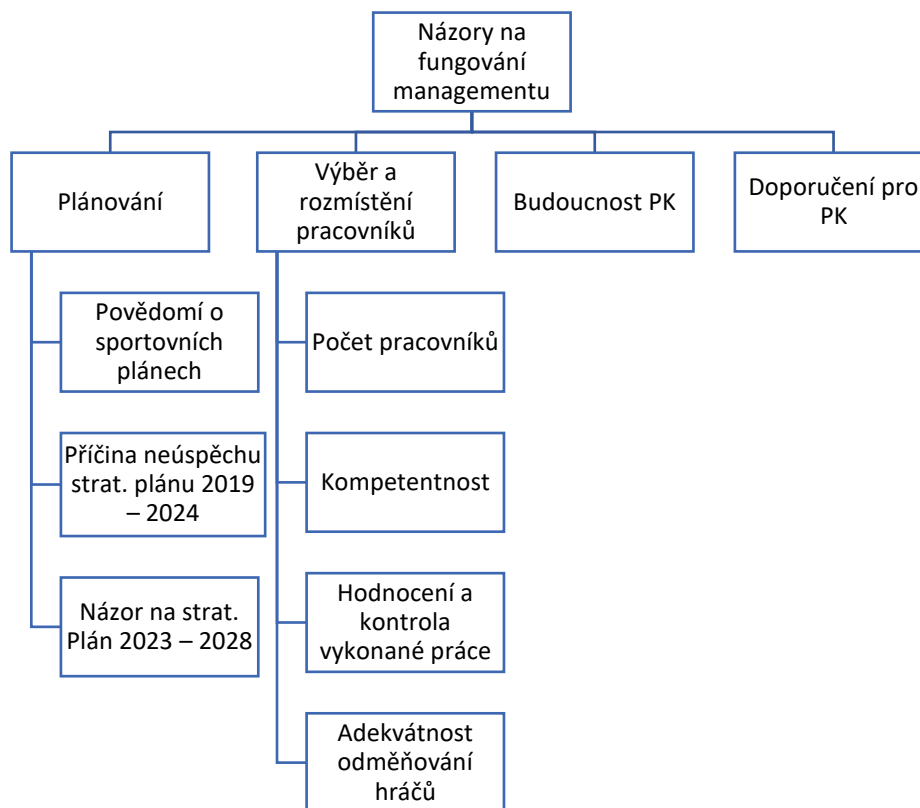 Názory na
fungování
managementu
Plánování
Výběr a
rozmístění
pracovníků
Budoucnost PK
Doporučení pro
PK
Povědomí o
sportovních
plánech
Příčina neúspěchu
strat. plánu 2019
– 2024
Názor na strat.
Plán 2023 – 2028
Počet pracovníků
Kompetentnost
Hodnocení a
kontrola
vykonané práce
Adekvátnost
odměňování
hráčů